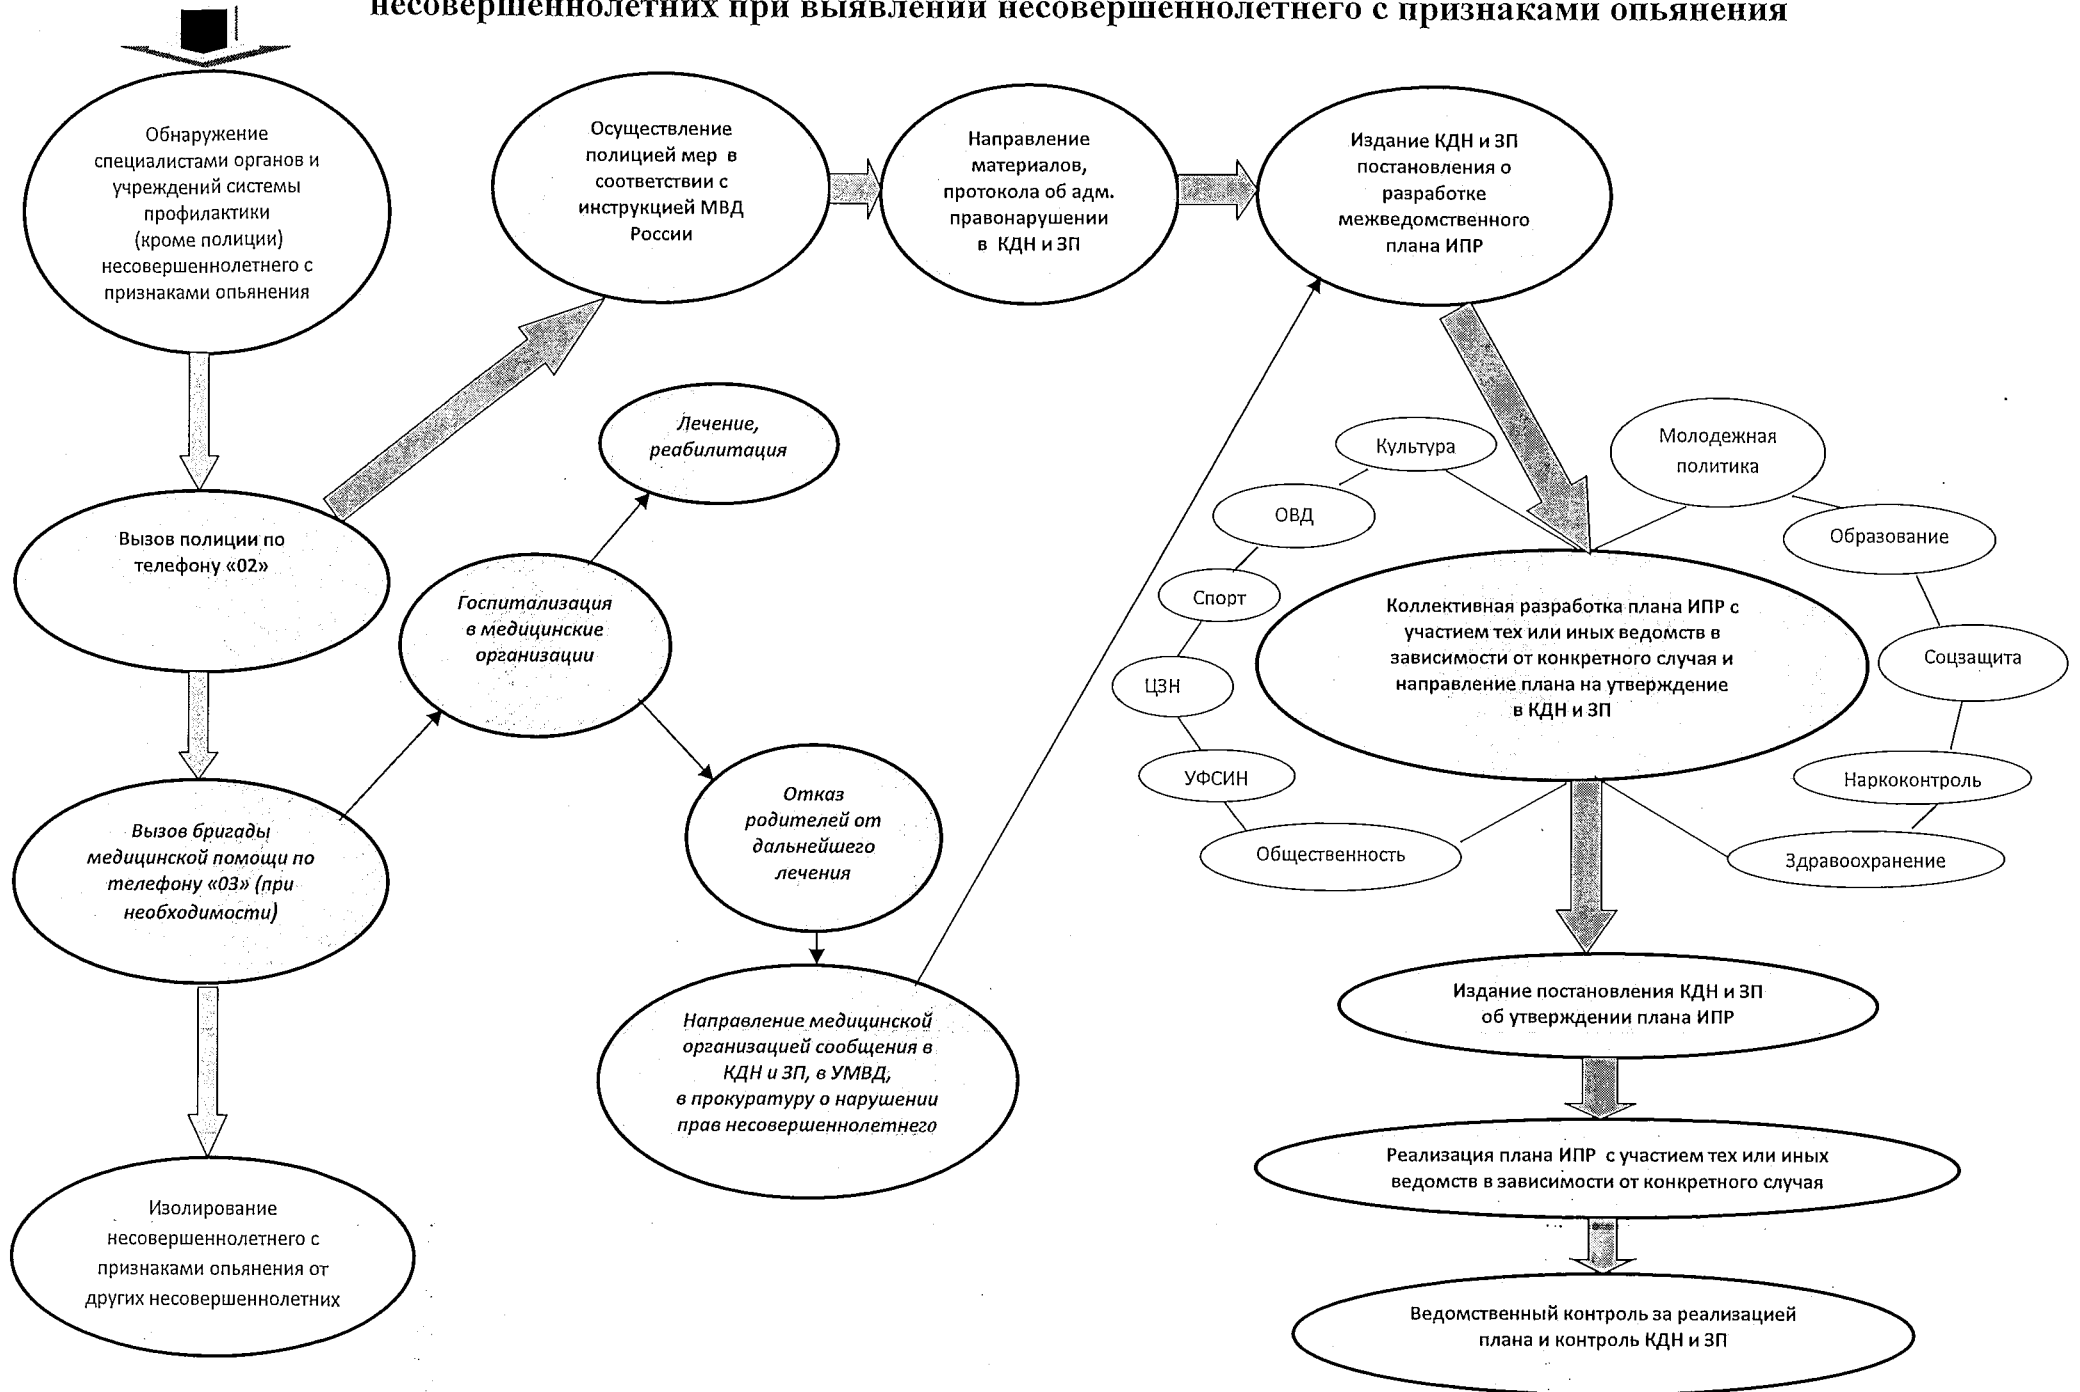 несовершеннолетних при выявлении несовершеннолетнего с признаками опьянения
Обнаружение
специалистами органов и
учреждений системы
профилактики
(кроме полиции)
несовершеннолетнего с
признаками опьянения
Осуществление
полицией мер в
соответствии с
инструкцией МВД
России
Направление
материалов,
протокола об адм.
правонарушении
в КДН и ЗП
Издание КДН и ЗП
постановления о
разработке
межведомственного
плана ИПР
Вызов полиции по
телефону «02»
Лечение,
реабилитация
Госпитализация
в медицинские
организации
Вызов бригады
медицинской помощи по
телефону «03» (при
необходимости)
Отказ
родителей от
дальнейшего
лечения
Направление медицинской
организацией сообщения в
КДН и ЗП, в УМВД,
в прокуратуру о нарушении
прав несовершеннолетнего
Изолирование
несовершеннолетнего с
признаками опьянения от
других несовершеннолетних
Культура
ОВД
Спорт
ЦЗН
УФСИН
Общественность
Молодежная
политика
Образование
Соцзащита
Наркоконтроль
Здравоохранение
Коллективная разработка плана ИПР с
участием тех или иных ведомств в
зависимости от конкретного случая и
направление плана на утверждение
в КДН и ЗП
Издание постановления КДН и ЗП
об утверждении плана ИПР
Реализация плана ИПР с участием тех или иных
ведомств в зависимости от конкретного случая
Ведомственный контроль за реализацией
плана и контроль КДН и ЗП